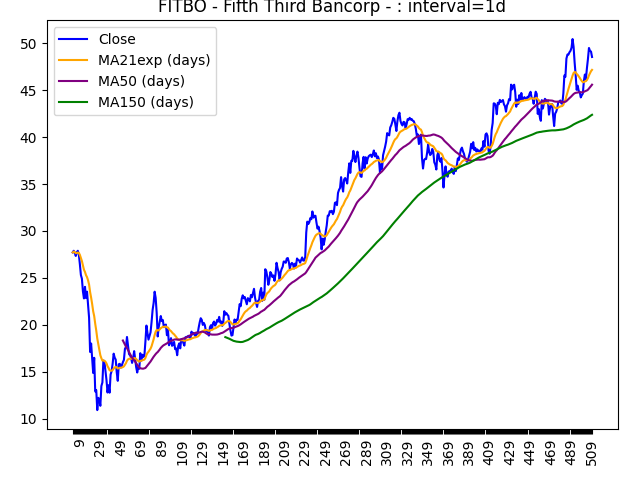 FITBO - Fifth Third Bancorp - : interval=1d
Close
MA21exp (days)
MA50 (days)
MA150 (days)
50
45
40
35
30
25
20
15
10
9 29 49 69 89 109 129 149 169 189 209 229 249 269 289 309 329 349 369 389 409 429 449 469 489 509